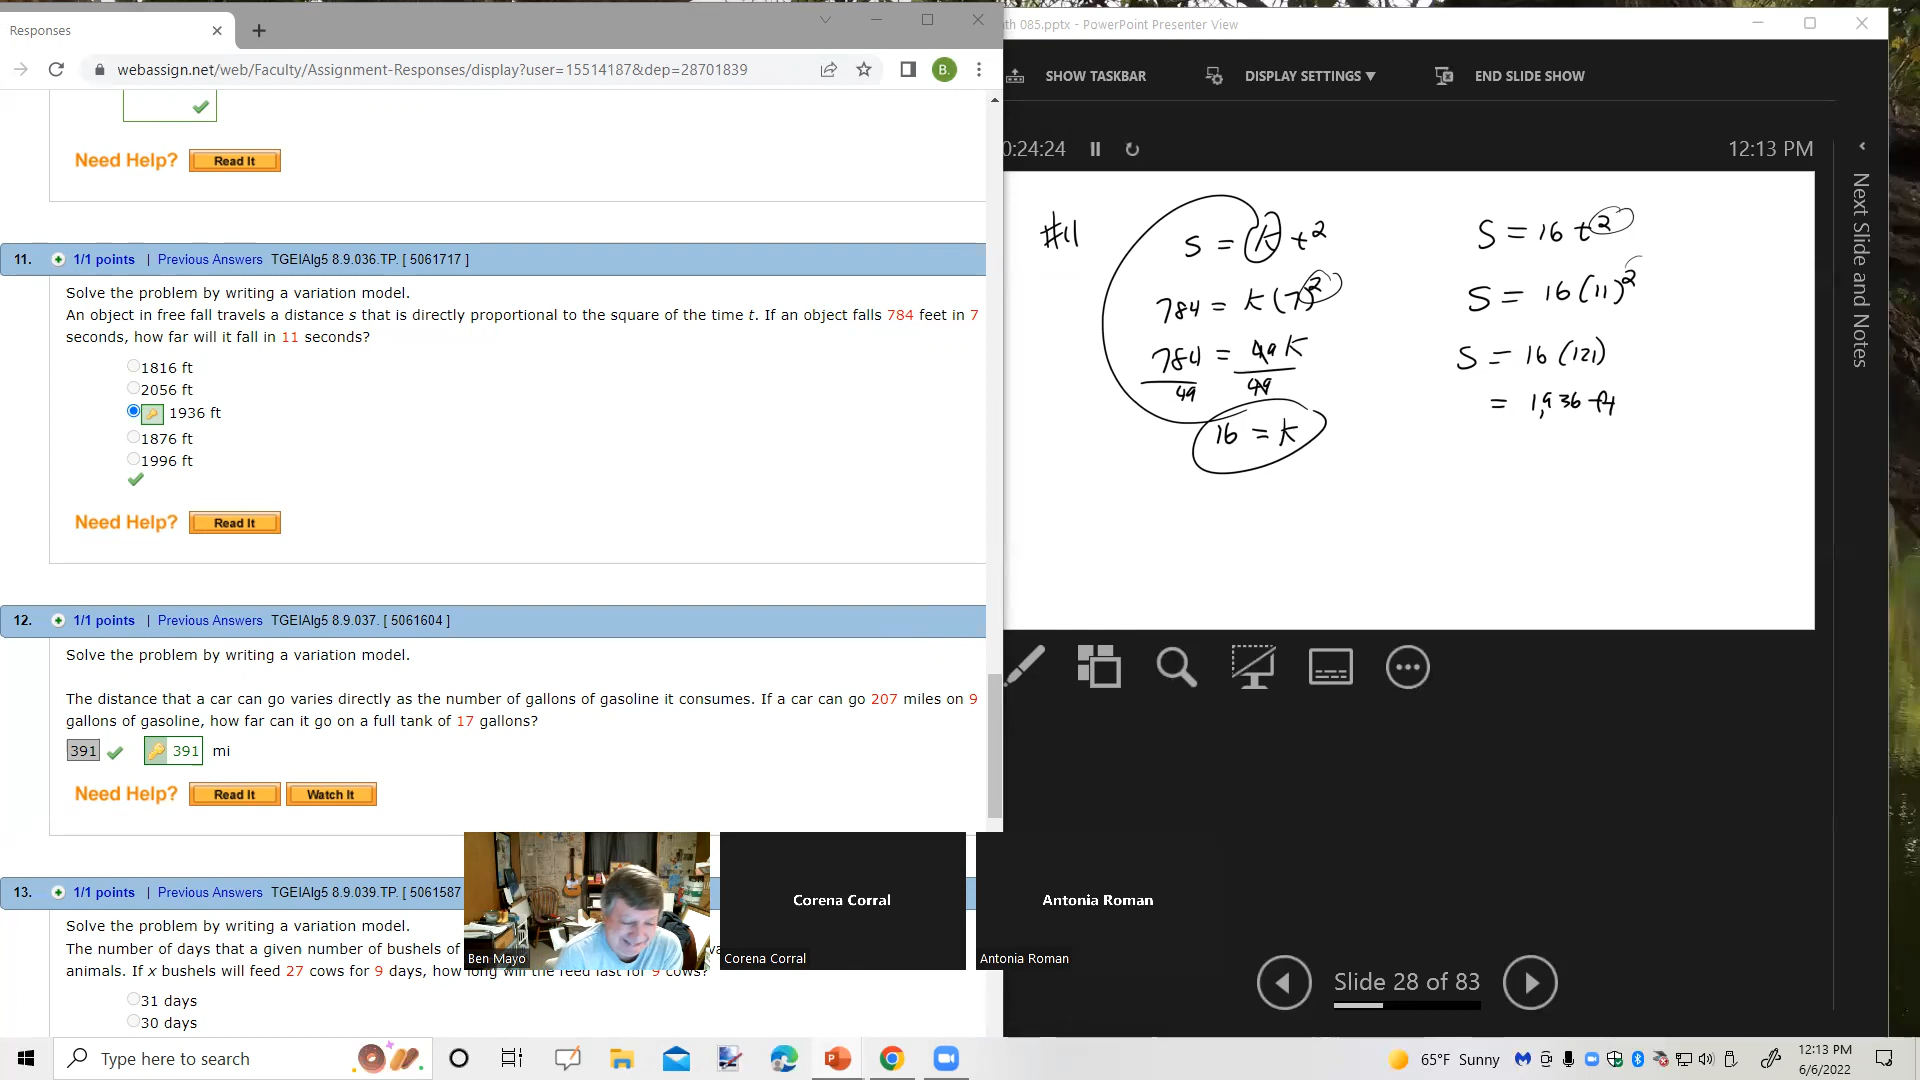 Responses
th 085.pptx - PowerPoint Presenter View
webassign.net/web/Faculty/Assignment-Responses/display?user=15514187&dep=28701839
B.
SHOW TASKBAR
DISPLAY SETTINGS ▼
END SLIDE SHOW
0:24:24
12:13 PM
Next Slide and Notes
Need Help? Read It
11. 1/1 points | Previous Answers TGEIAlg5 8.9.036.TP. [ 5061717 ]
Solve the problem by writing a variation model.
An object in free fall travels a distance s that is directly proportional to the square of the time t. If an object falls 784 feet in 7
seconds, how far will it fall in 11 seconds?
1816 ft
2056 ft
1936 ft
1876 ft
1996 ft
Need Help? Read It
12. 1/1 points | Previous Answers TGEIAlg5 8.9.037. [ 5061604 ]
Solve the problem by writing a variation model.
The distance that a car can go varies directly as the number of gallons of gasoline it consumes. If a car can go 207 miles on 9
gallons of gasoline, how far can it go on a full tank of 17 gallons?
391 391 mi
Need Help? Read It Watch It
13. 1/1 points | Previous Answers TGEIAlg5 8.9.039.TP. [ 5061587
Solve the problem by writing a variation model.
The number of days that a given number of bushels of
animals. If x bushels will feed 27 cows for 9 days, how long will the feed last for 9 cows?
31 days
30 days
#11
S = K t²
784 = K (7)²
784 = 49 K
49 49
16 = K
S = 16 t²
S = 16 (11)²
S = 16 (121)
= 1,936 ft
Slide 28 of 83
Ben Mayo
Corena Corral
Corena Corral
Antonia Roman
Antonia Roman
Type here to search
65°F Sunny
12:13 PM
6/6/2022